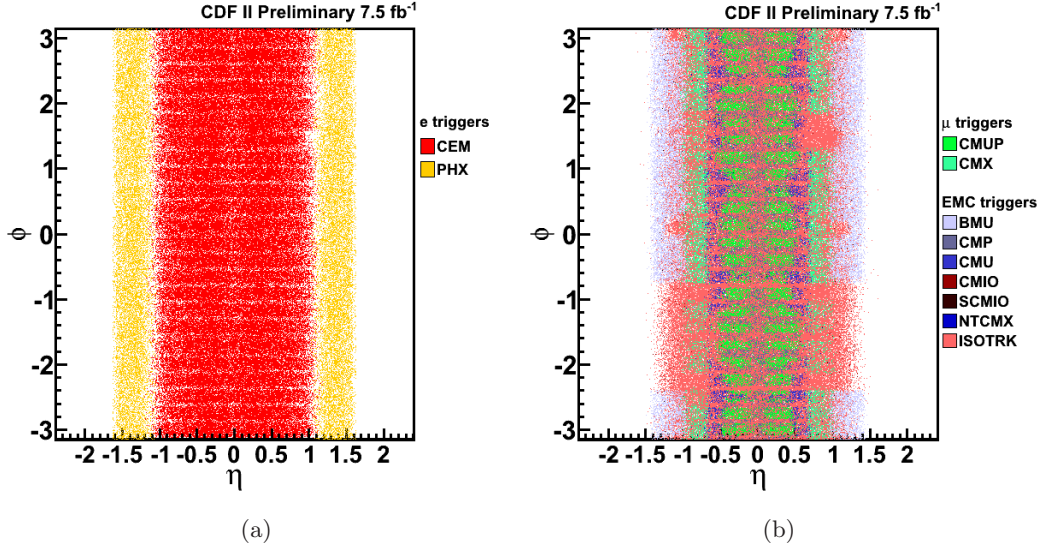 CDF II Preliminary 7.5 fb⁻¹
ϕ
3
2
1
0
-1
-2
-3
-2 -1.5 -1 -0.5 0 0.5 1 1.5 2
η
e triggers
CEM
PHX
(a)
CDF II Preliminary 7.5 fb⁻¹
ϕ
3
2
1
0
-1
-2
-3
-2 -1.5 -1 -0.5 0 0.5 1 1.5 2
η
μ triggers
CMUP
CMX
EMC triggers
BMU
CMP
CMU
CMIO
SCMIO
NTCMX
ISOTRK
(b)